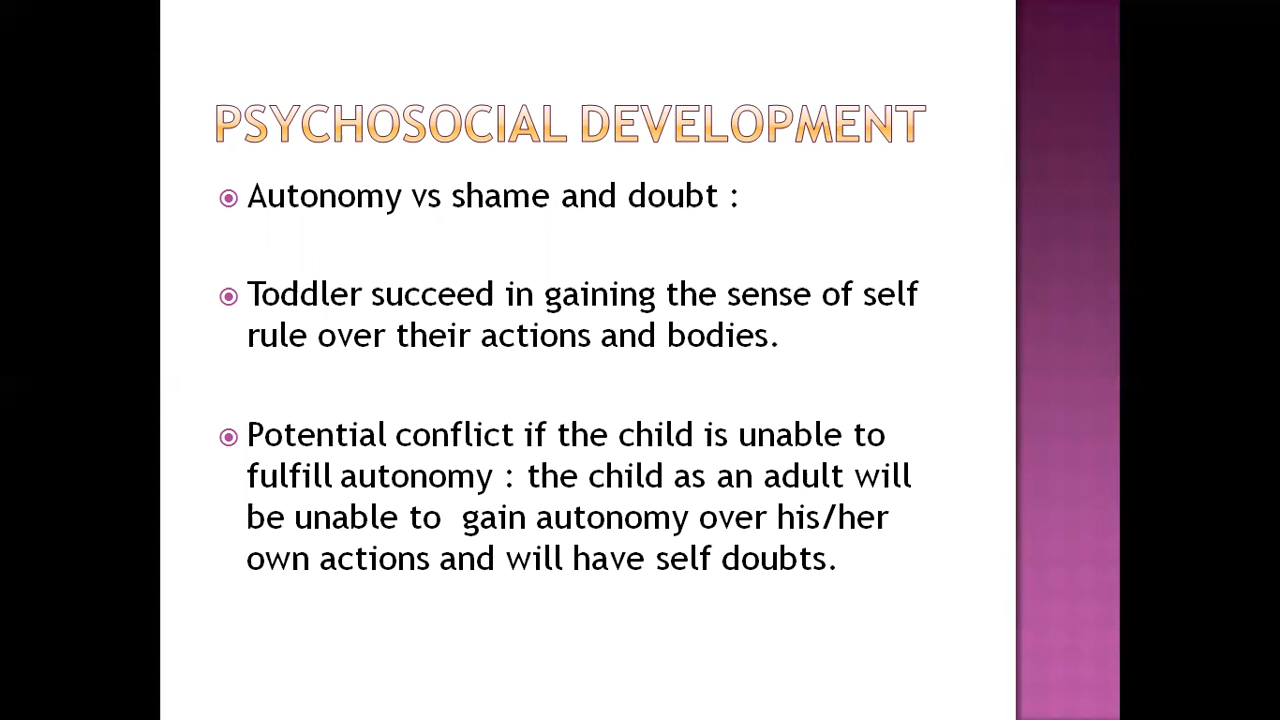 PSYCHOSOCIAL DEVELOPMENT
Autonomy vs shame and doubt :
Toddler succeed in gaining the sense of self
rule over their actions and bodies.
Potential conflict if the child is unable to
fulfill autonomy : the child as an adult will
be unable to  gain autonomy over his/her
own actions and will have self doubts.